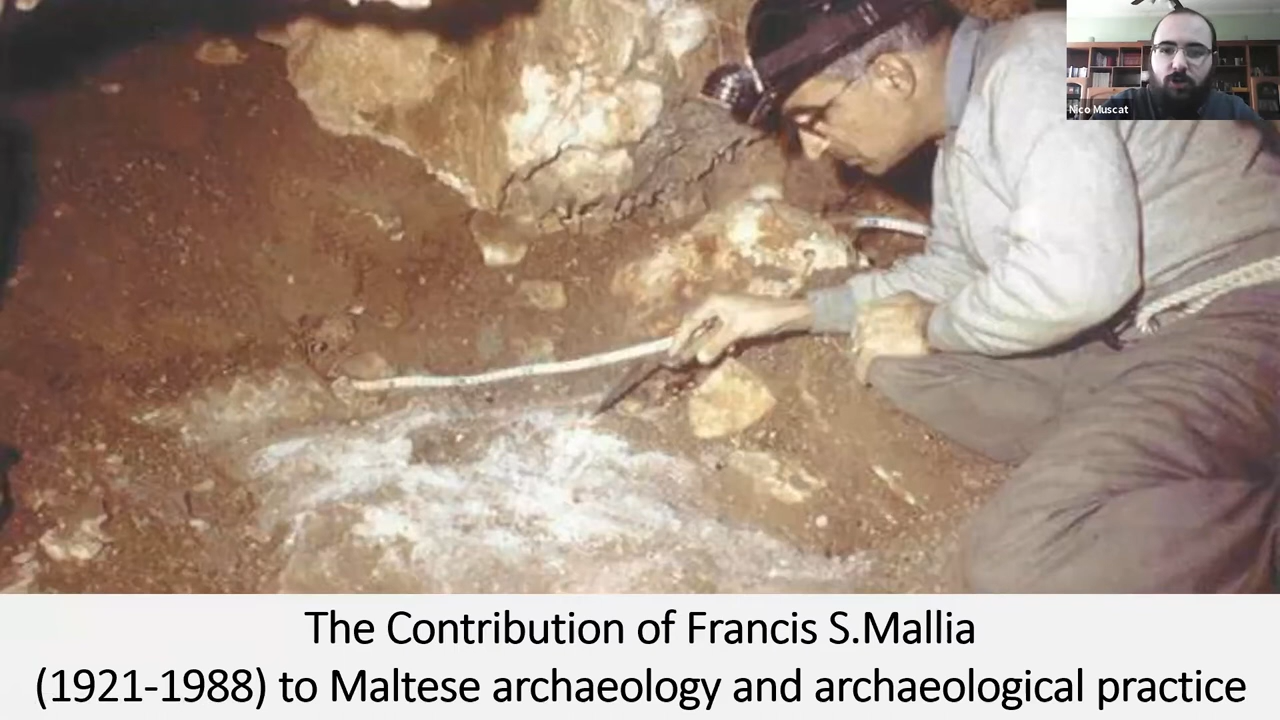 Nico Muscat
The Contribution of Francis S.Mallia
(1921-1988) to Maltese archaeology and archaeological practice